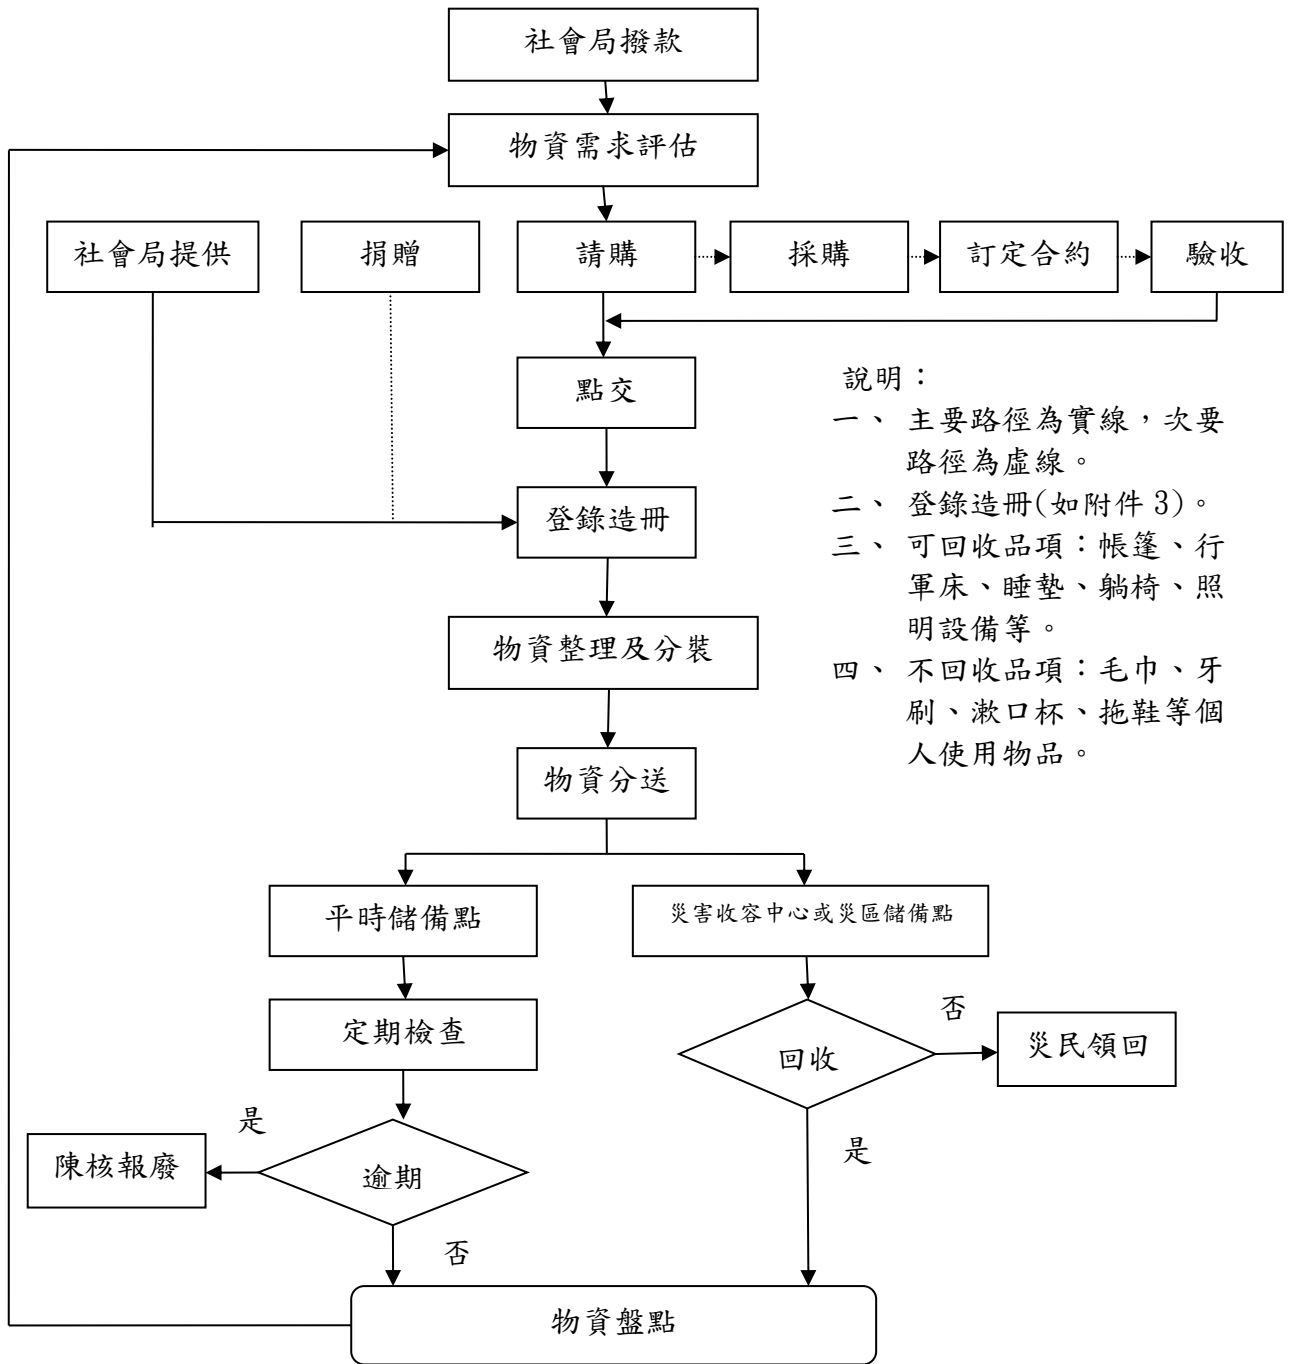 社會局撥款
物資需求評估
社會局提供
捐贈
請購
採購
訂定合約
驗收
點交
說明：
一、 主要路徑為實線，次要
路徑為虛線。
二、 登錄造冊(如附件 3)。
三、 可回收品項：帳篷、行
軍床、睡墊、躺椅、照
明設備等。
四、 不回收品項：毛巾、牙
刷、漱口杯、拖鞋等個
人使用物品。
登錄造冊
物資整理及分裝
物資分送
平時儲備點
災害收容中心或災區儲備點
定期檢查
回收
否
災民領回
是
陳核報廢
逾期
是
否
物資盤點